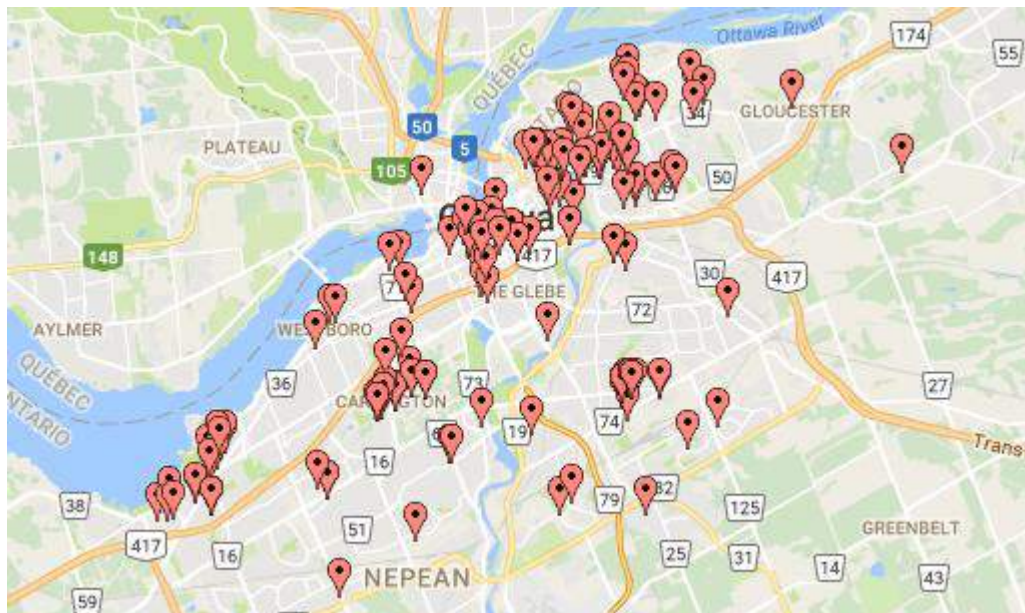 Ottawa River
174
55
QUÉBEC
ONTARIO
34
GLOUCESTER
50
PLATEAU
5
105
50
148
417
417
30
THE GLEBE
72
AYLMER
WESTBORO
QUÉBEC
ONTARIO
36
73
27
CARLINGTON
74
19
Trans-
16
38
79
32
125
GREENBELT
417
51
16
25
31
14
43
NEPEAN
59